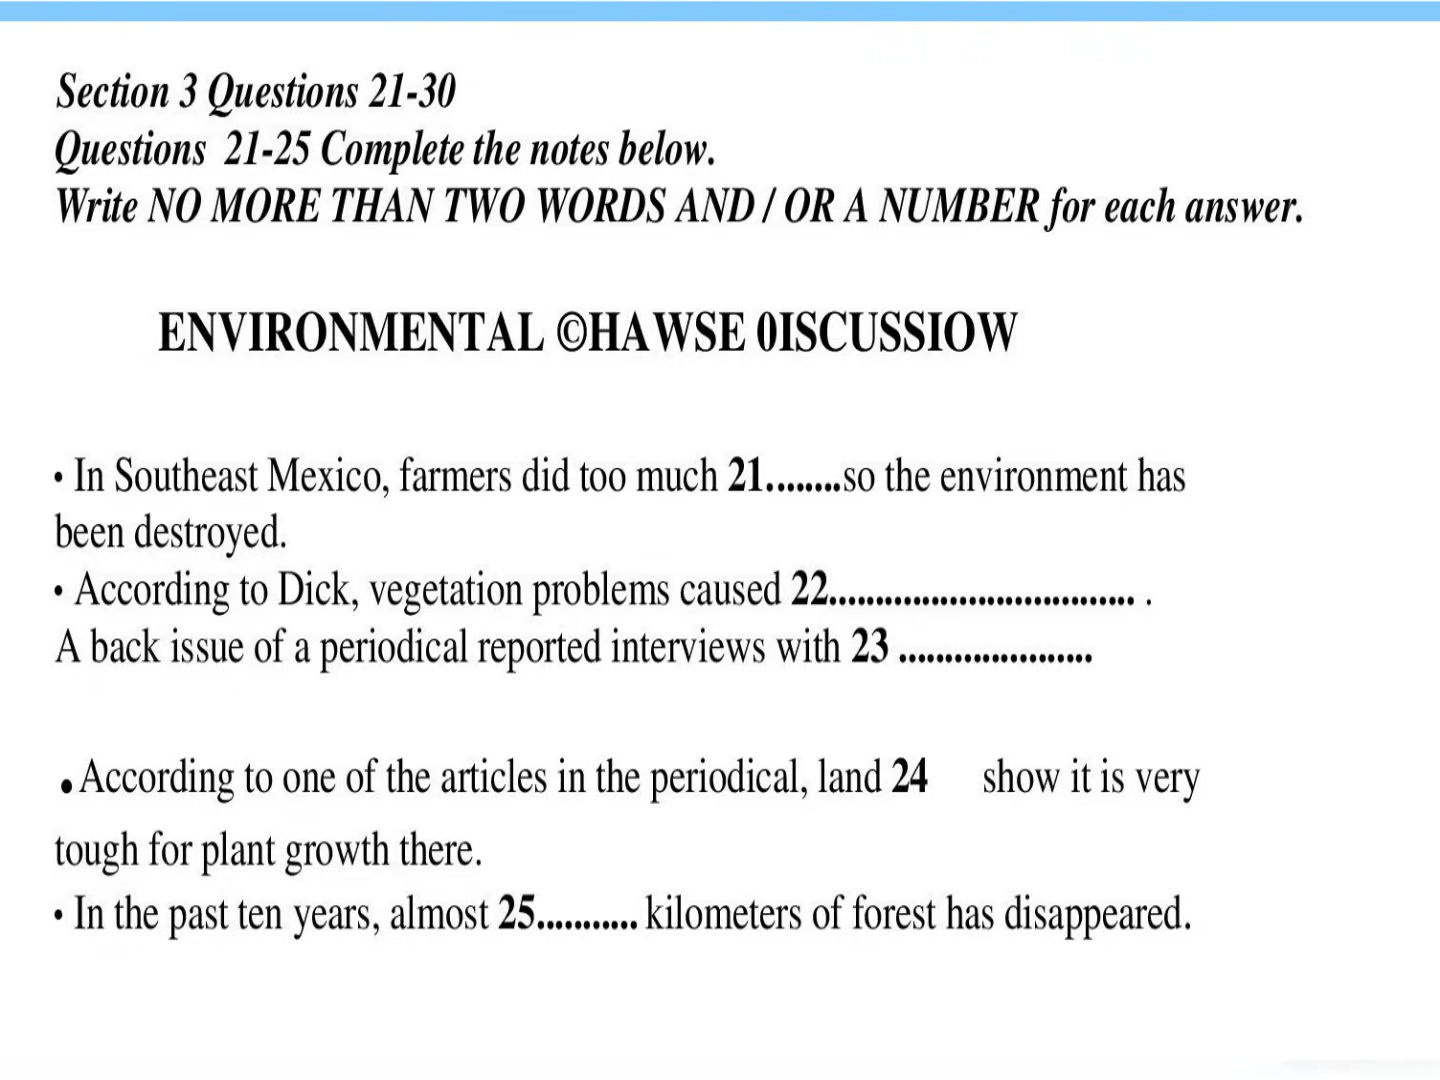 Section 3 Questions 21-30
Questions 21-25 Complete the notes below.
Write NO MORE THAN TWO WORDS AND / OR A NUMBER for each answer.
ENVIRONMENTAL ©HAWSE 0ISCUSSIOW
• In Southeast Mexico, farmers did too much 21........so the environment has
been destroyed.
• According to Dick, vegetation problems caused 22................................. .
A back issue of a periodical reported interviews with 23 .....................
• According to one of the articles in the periodical, land 24 show it is very
tough for plant growth there.
• In the past ten years, almost 25........... kilometers of forest has disappeared.